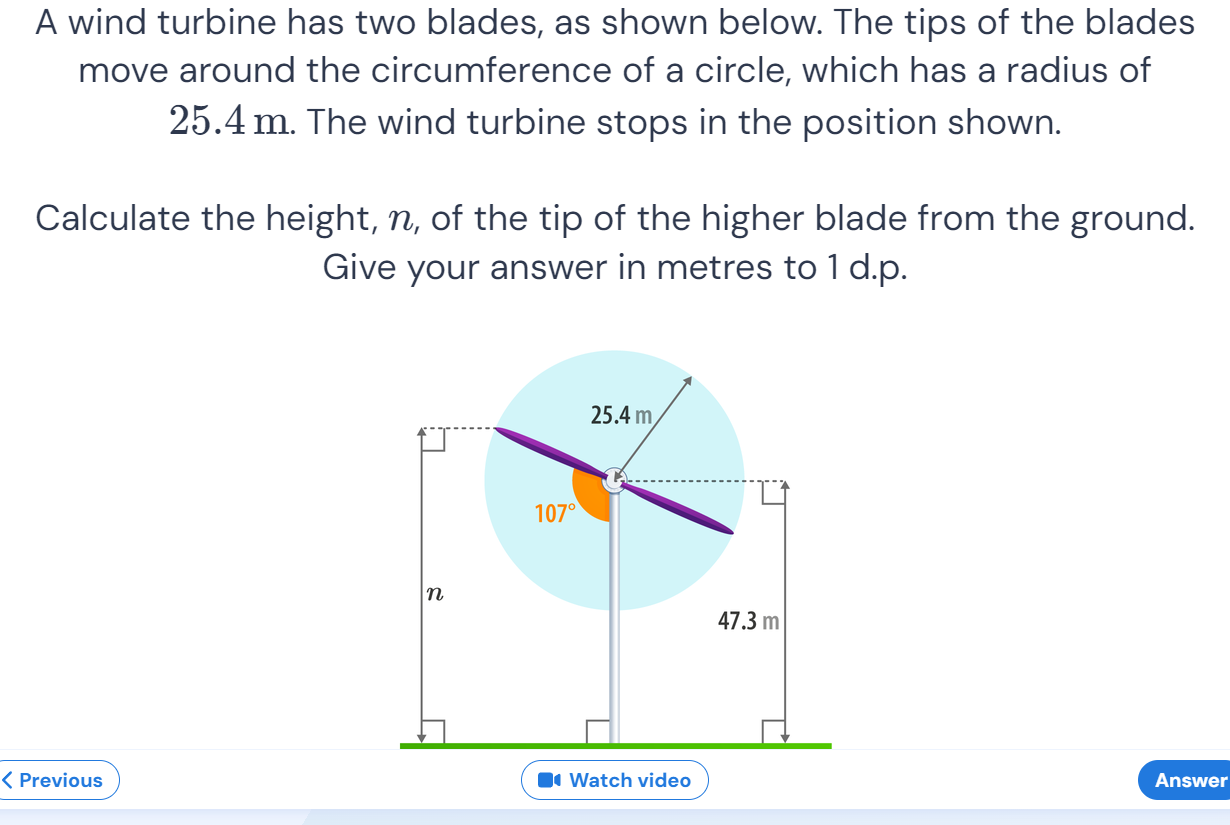 A wind turbine has two blades, as shown below. The tips of the blades
move around the circumference of a circle, which has a radius of
25.4 m. The wind turbine stops in the position shown.
Calculate the height, n, of the tip of the higher blade from the ground.
Give your answer in metres to 1 d.p.
25.4 m
107°
n
47.3 m
Previous
Watch video
Answer